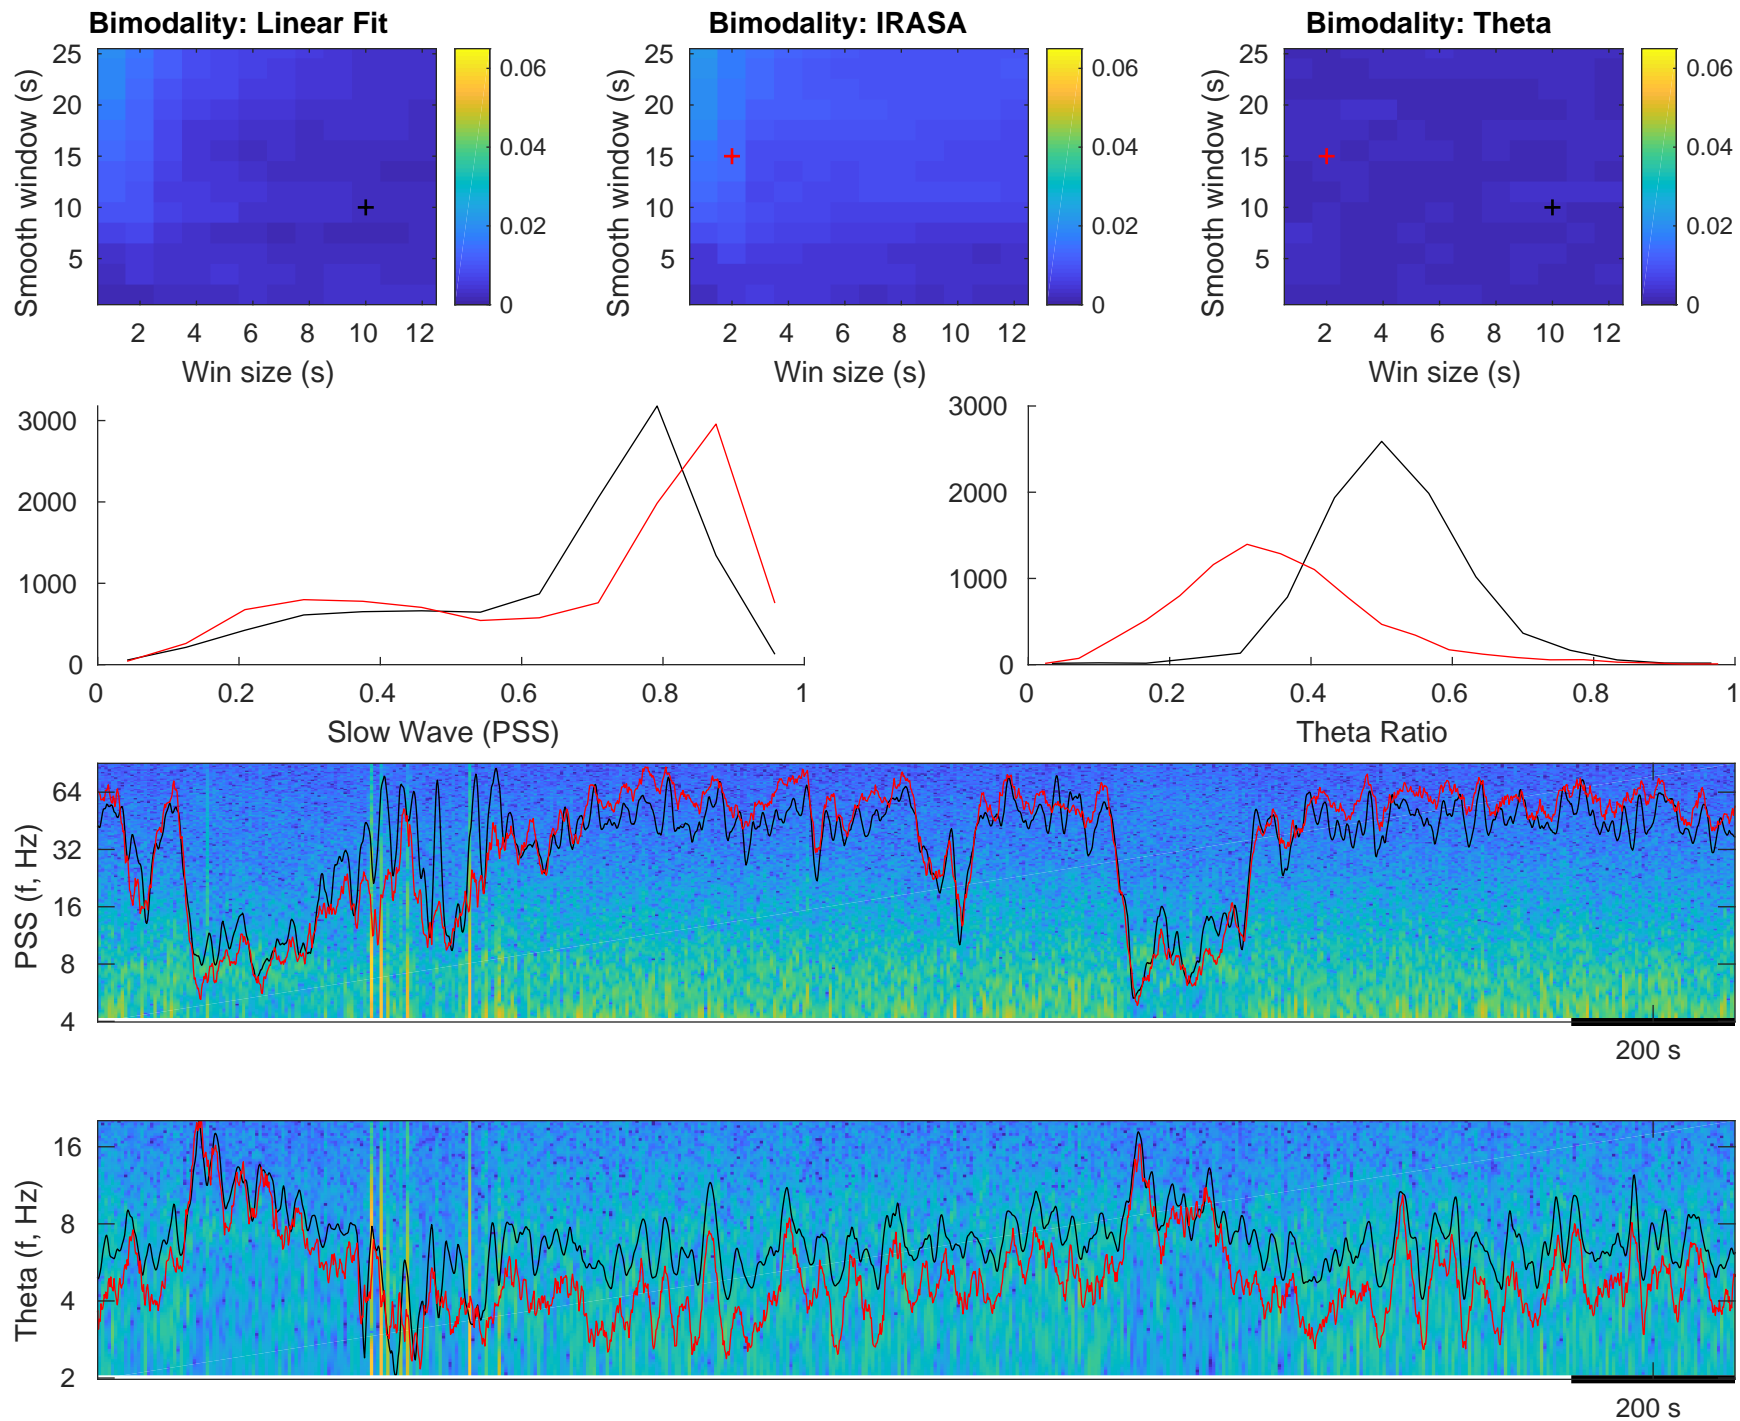 Bimodality: Linear Fit
Smooth window (s)
25
20
15
10
5
2 4 6 8 10 12
Win size (s)
0.06
0.04
0.02
0
Bimodality: IRASA
Smooth window (s)
25
20
15
10
5
2 4 6 8 10 12
Win size (s)
0.06
0.04
0.02
0
Bimodality: Theta
Smooth window (s)
25
20
15
10
5
2 4 6 8 10 12
Win size (s)
0.06
0.04
0.02
0
3000
2000
1000
0
0 0.2 0.4 0.6 0.8 1
Slow Wave (PSS)
3000
2000
1000
0
0 0.2 0.4 0.6 0.8 1
Theta Ratio
PSS (f, Hz)
64
32
16
8
4
200 s
Theta (f, Hz)
16
8
4
2
200 s